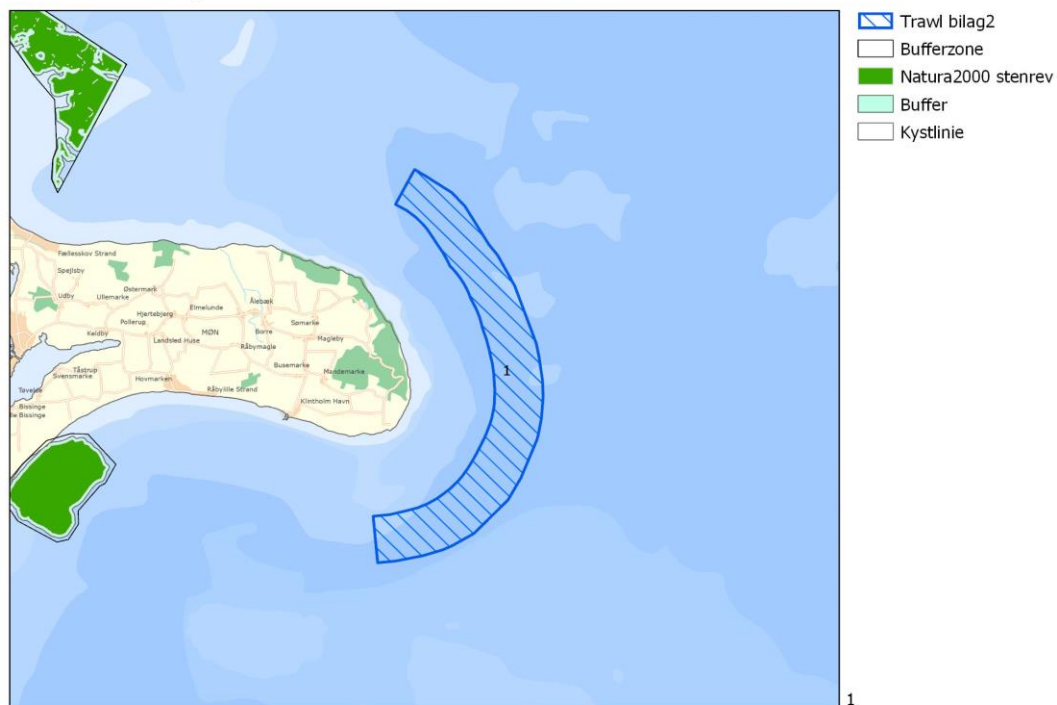 Trawl bilag2
Bufferzone
Natura2000 stenrev
Buffer
Kystlinie
Fællesskov Strand
Spejlsby
Østermark
Udby
Ullemarke
Elmelunde
Ålebæk
Hjertebjerg
Pollerup
Sømarke
Keldby
MØN
Borre
Landsled Huse
Magleby
Råbymagle
Tåstrup
Busemarke
Mandemarke
Svensmarke
Hovmarken
Tøvelde
Råbylille Strand
Klintholm Havn
Bissinge
lle Bissinge
1
1